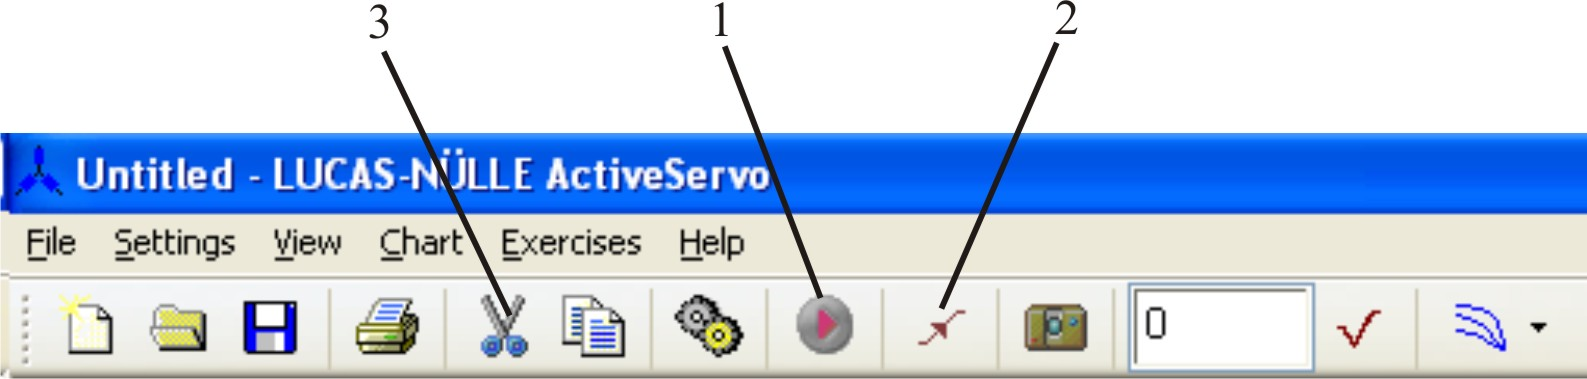 3 1 2
Untitled - LUCAS-NÜLLE ActiveServo
File Settings View Chart Exercises Help
0